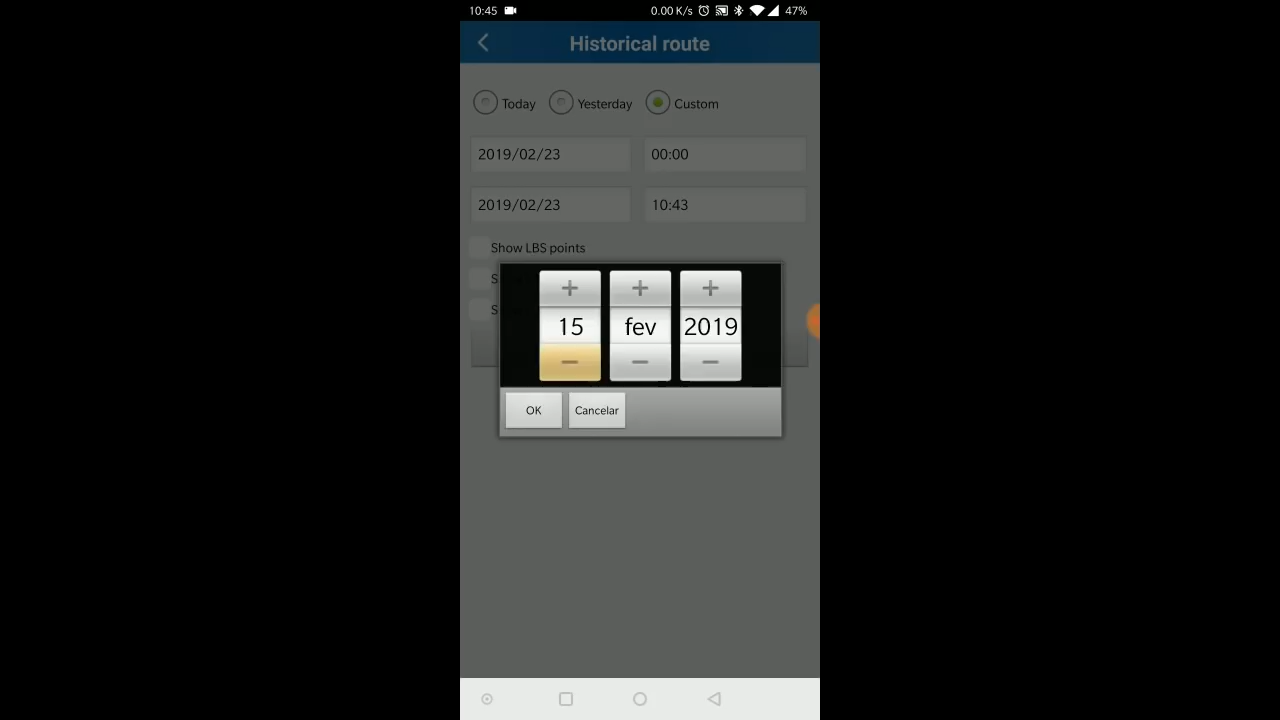 10:45 0.00 K/s 47%
Historical route
Today Yesterday Custom
2019/02/23 00:00
2019/02/23 10:43
Show LBS points
S
S
+ + +
15 fev 2019
− − −
OK Cancelar